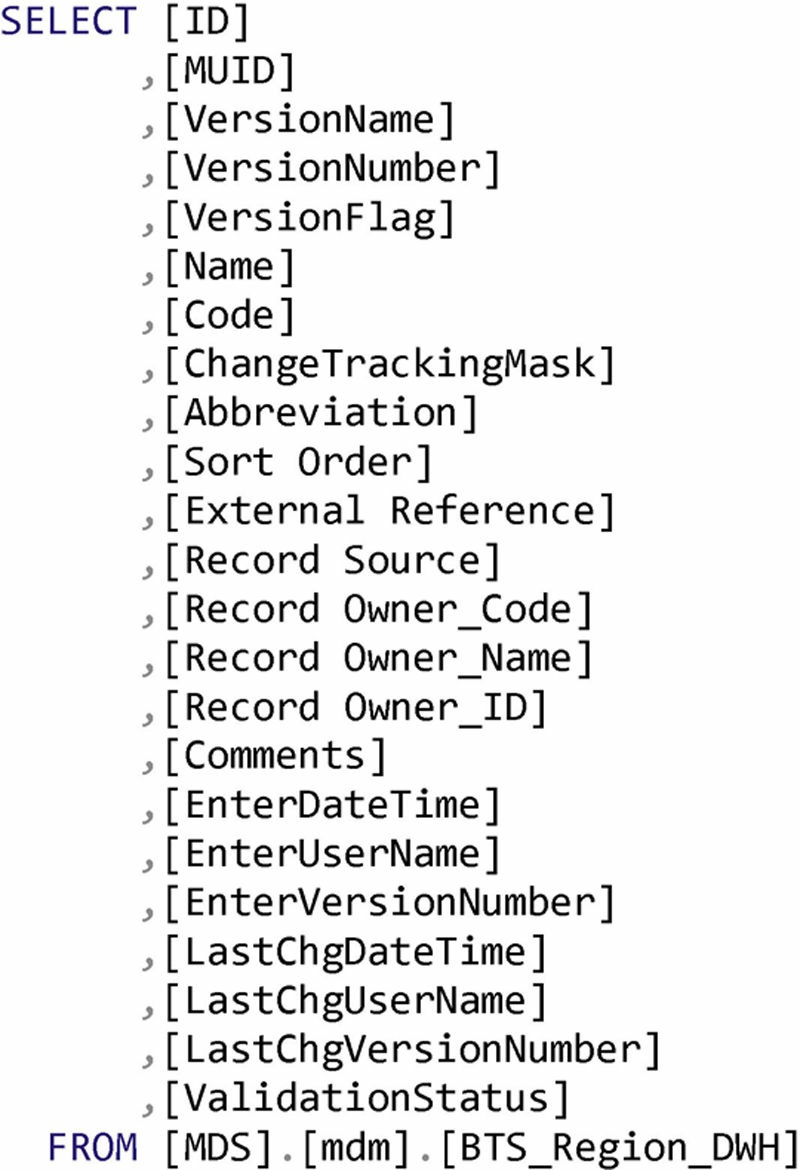 SELECT [ID]
,[MUID]
,[VersionName]
,[VersionNumber]
,[VersionFlag]
,[Name]
,[Code]
,[ChangeTrackingMask]
,[Abbreviation]
,[Sort Order]
,[External Reference]
,[Record Source]
,[Record Owner_Code]
,[Record Owner_Name]
,[Record Owner_ID]
,[Comments]
,[EnterDateTime]
,[EnterUserName]
,[EnterVersionNumber]
,[LastChgDateTime]
,[LastChgUserName]
,[LastChgVersionNumber]
,[ValidationStatus]
FROM [MDS].[mdm].[BTS_Region_DWH]